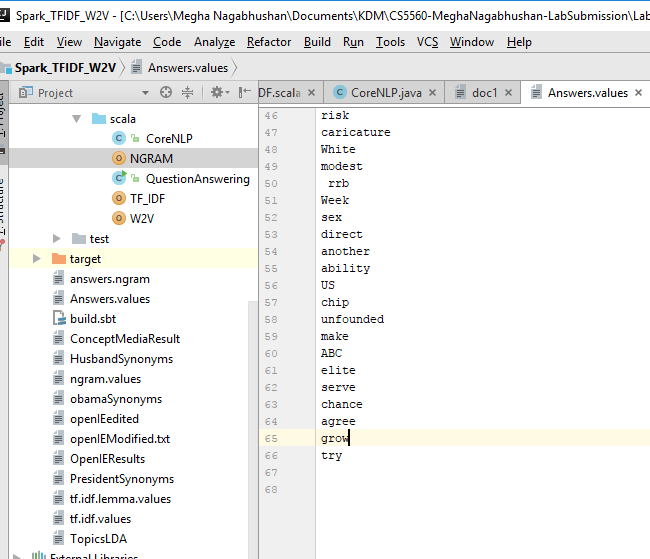 Spark_TFIDF_W2V - [C:\Users\Megha Nagabhushan\Documents\KDM\CS5560-MeghaNagabhushan-LabSubmission\Lab
File Edit View Navigate Code Analyze Refactor Build Run Tools VCS Window Help
Spark_TFIDF_W2V Answers.values
Project
DF.scala CoreNLP.java doc1 Answers.values
scala
CoreNLP
NGRAM
QuestionAnswering
TF_IDF
W2V
test
target
answers.ngram
Answers.values
build.sbt
ConceptMediaResult
HusbandSynonyms
ngram.values
obamaSynonyms
openIEedited
openIEModified.txt
OpenIEResults
PresidentSynonyms
tf.idf.lemma.values
tf.idf.values
TopicsLDA
External Libraries
1: Project
7: Structure
46 risk
47 caricature
48 White
49 modest
50 rrb
51 Week
52 sex
53 direct
54 another
55 ability
56 US
57 chip
58 unfounded
59 make
60 ABC
61 elite
62 serve
63 chance
64 agree
65 grow
66 try
67
68